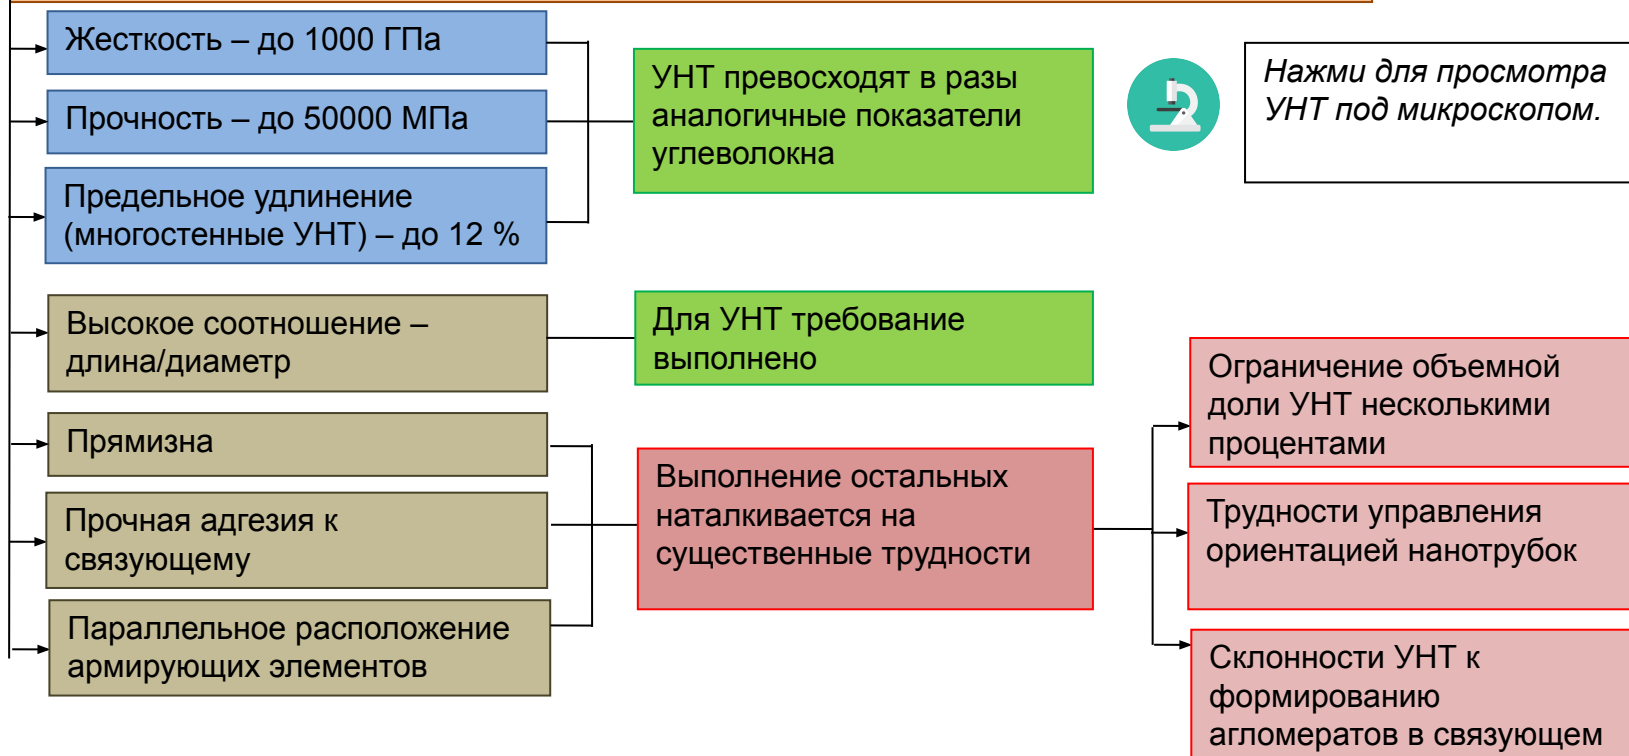 Жесткость – до 1000 ГПа
Прочность – до 50000 МПа
Предельное удлинение
(многостенные УНТ) – до 12 %
УНТ превосходят в разы
аналогичные показатели
углеволокна
Нажми для просмотра
УНТ под микроскопом.
Высокое соотношение –
длина/диаметр
Для УНТ требование
выполнено
Прямизна
Прочная адгезия к
связующему
Параллельное расположение
армирующих элементов
Выполнение остальных
наталкивается на
существенные трудности
Ограничение объемной
доли УНТ несколькими
процентами
Трудности управления
ориентацией нанотрубок
Склонности УНТ к
формированию
агломератов в связующем